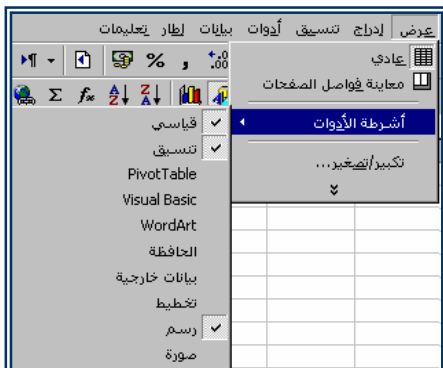 عرض إدراج تنسيق أدوات بيانات إطار تعليمات
عادي
معاينة فواصل الصفحات
أشرطة الأدوات
تكبير/تصغير...
قياسي
تنسيق
PivotTable
Visual Basic
WordArt
الحافظة
بيانات خارجية
تخطيط
رسم
صورة